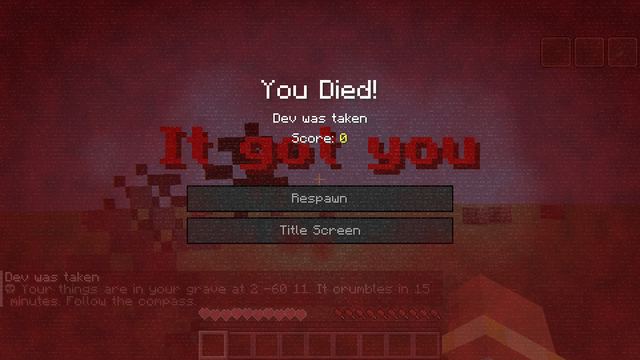 You Died!
Dev was taken
Score: 0
It got you
Respawn
Title Screen
Dev was taken
Your things are in your grave at 2 -60 11. It crumbles in 15
minutes. Follow the compass.